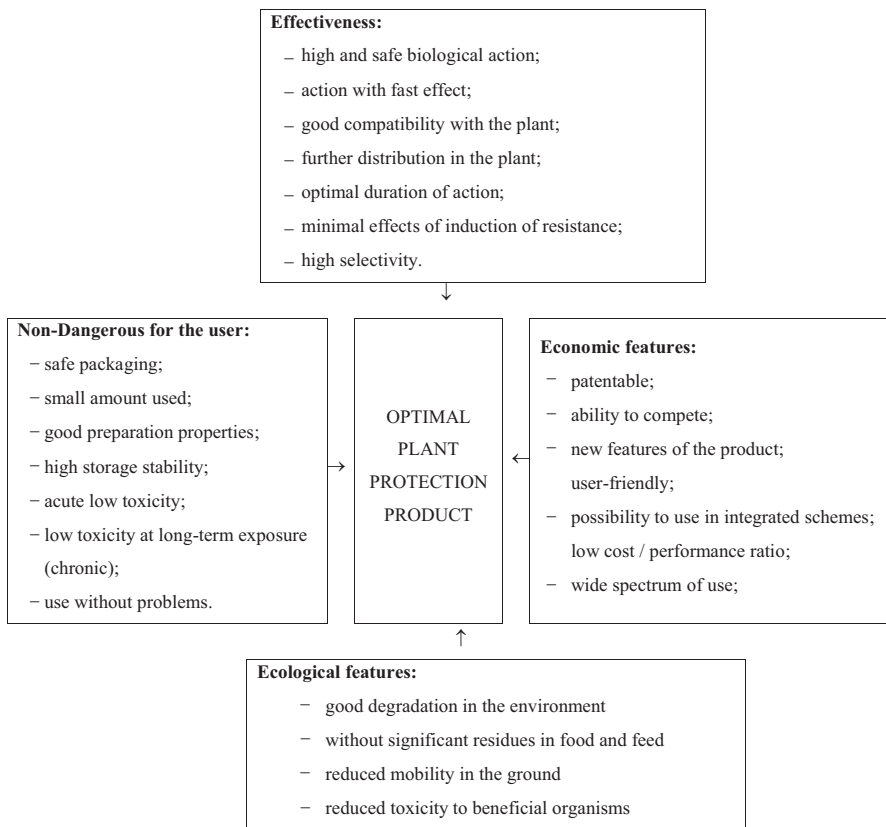 Effectiveness:
– high and safe biological action;
– action with fast effect;
– good compatibility with the plant;
– further distribution in the plant;
– optimal duration of action;
– minimal effects of induction of resistance;
– high selectivity.
↓
Non-Dangerous for the user:
− safe packaging;
− small amount used;
− good preparation properties;
− high storage stability;
− acute low toxicity;
− low toxicity at long-term exposure
(chronic);
− use without problems.
→
OPTIMAL
PLANT
PROTECTION
PRODUCT
←
Economic features:
− patentable;
− ability to compete;
− new features of the product;
user-friendly;
− possibility to use in integrated schemes;
low cost / performance ratio;
− wide spectrum of use;
↑
Ecological features:
− good degradation in the environment
− without significant residues in food and feed
− reduced mobility in the ground
− reduced toxicity to beneficial organisms